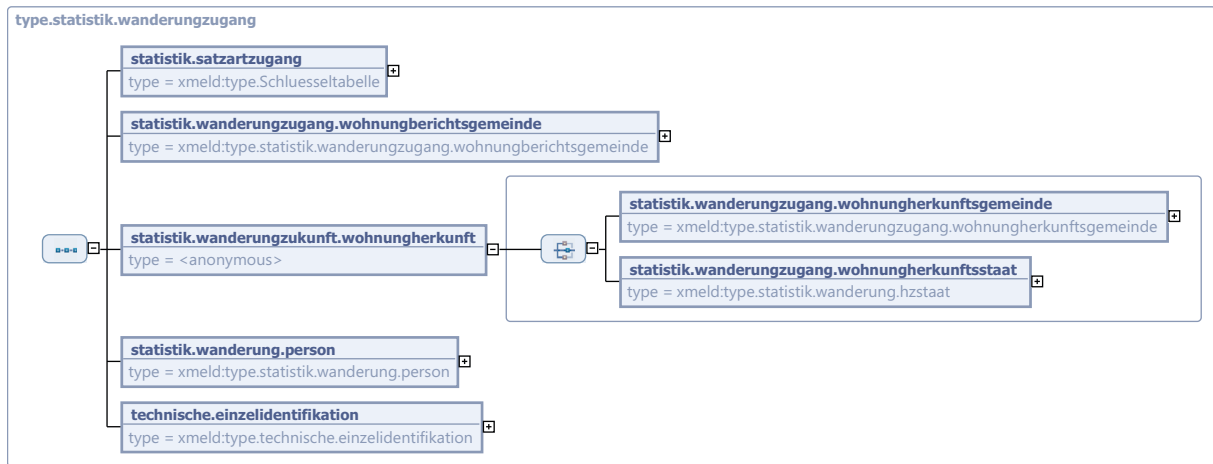 type.statistik.wanderungzugang
statistik.satzartzugang
type = xmeld:type.Schluesseltabelle
statistik.wanderungzugang.wohnungberichtsgemeinde
type = xmeld:type.statistik.wanderungzugang.wohnungberichtsgemeinde
statistik.wanderungzukunft.wohnungherkunft
type = <anonymous>
statistik.wanderungzugang.wohnungherkunftsgemeinde
type = xmeld:type.statistik.wanderungzugang.wohnungherkunftsgemeinde
statistik.wanderungzugang.wohnungherkunftsstaat
type = xmeld:type.statistik.wanderung.hzstaat
statistik.wanderung.person
type = xmeld:type.statistik.wanderung.person
technische.einzelidentifikation
type = xmeld:type.technische.einzelidentifikation